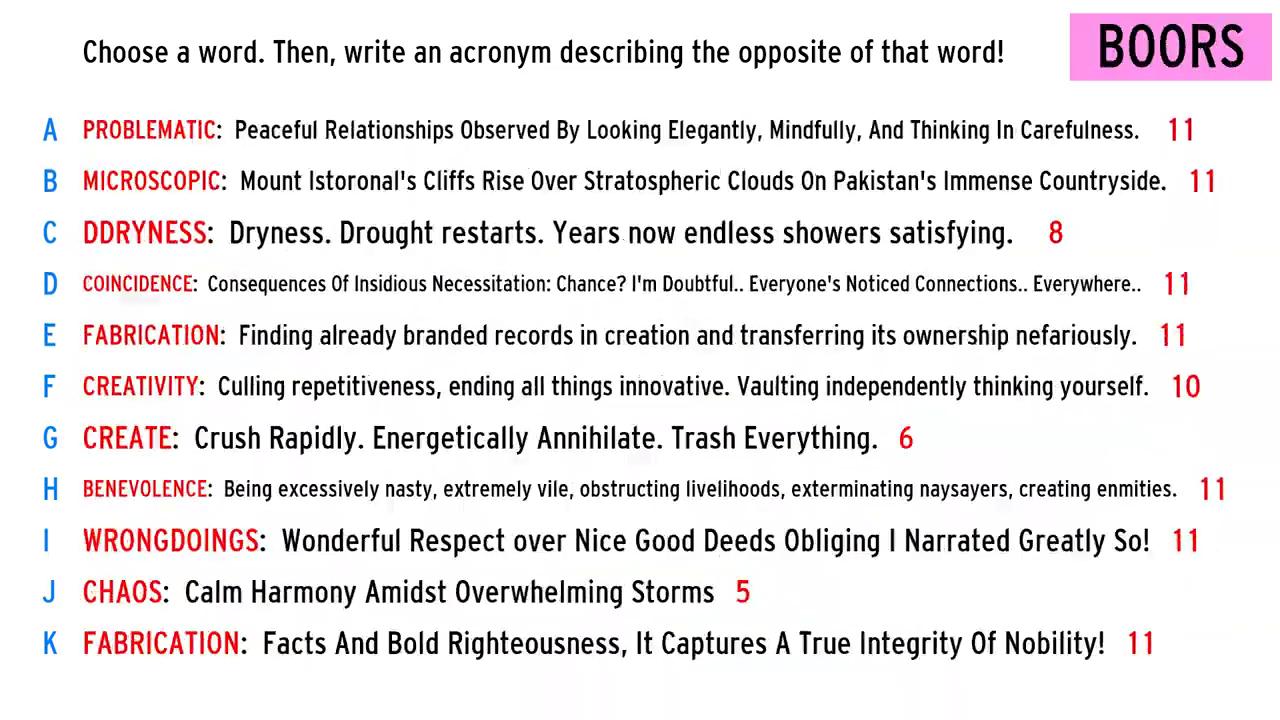 Choose a word. Then, write an acronym describing the opposite of that word!
BOORS
A PROBLEMATIC: Peaceful Relationships Observed By Looking Elegantly, Mindfully, And Thinking In Carefulness. 11
B MICROSCOPIC: Mount Istoronal's Cliffs Rise Over Stratospheric Clouds On Pakistan's Immense Countryside. 11
C DDRYNESS: Dryness. Drought restarts. Years now endless showers satisfying. 8
D COINCIDENCE: Consequences Of Insidious Necessitation: Chance? I'm Doubtful.. Everyone's Noticed Connections.. Everywhere.. 11
E FABRICATION: Finding already branded records in creation and transferring its ownership nefariously. 11
F CREATIVITY: Culling repetitiveness, ending all things innovative. Vaulting independently thinking yourself. 10
G CREATE: Crush Rapidly. Energetically Annihilate. Trash Everything. 6
H BENEVOLENCE: Being excessively nasty, extremely vile, obstructing livelihoods, exterminating naysayers, creating enmities. 11
I WRONGDOINGS: Wonderful Respect over Nice Good Deeds Obliging I Narrated Greatly So! 11
J CHAOS: Calm Harmony Amidst Overwhelming Storms 5
K FABRICATION: Facts And Bold Righteousness, It Captures A True Integrity Of Nobility! 11